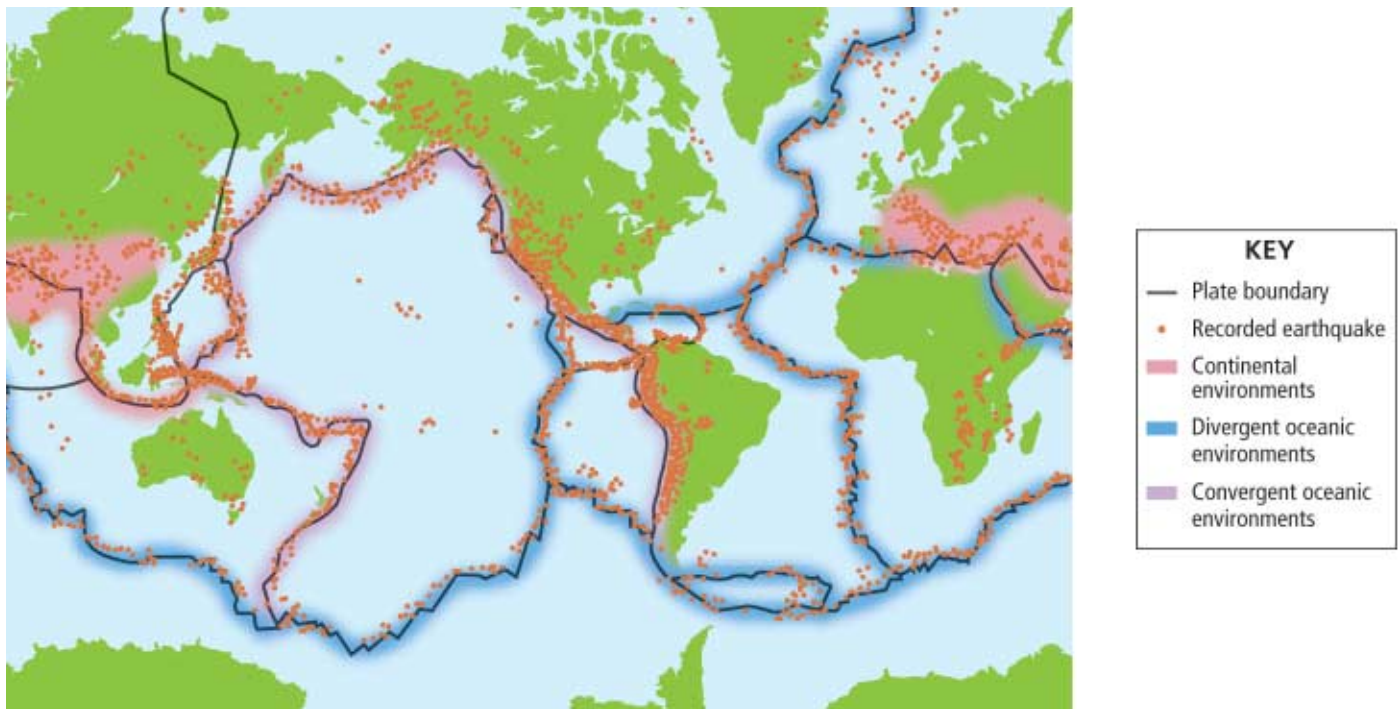 KEY
Plate boundary
Recorded earthquake
Continental
environments
Divergent oceanic
environments
Convergent oceanic
environments